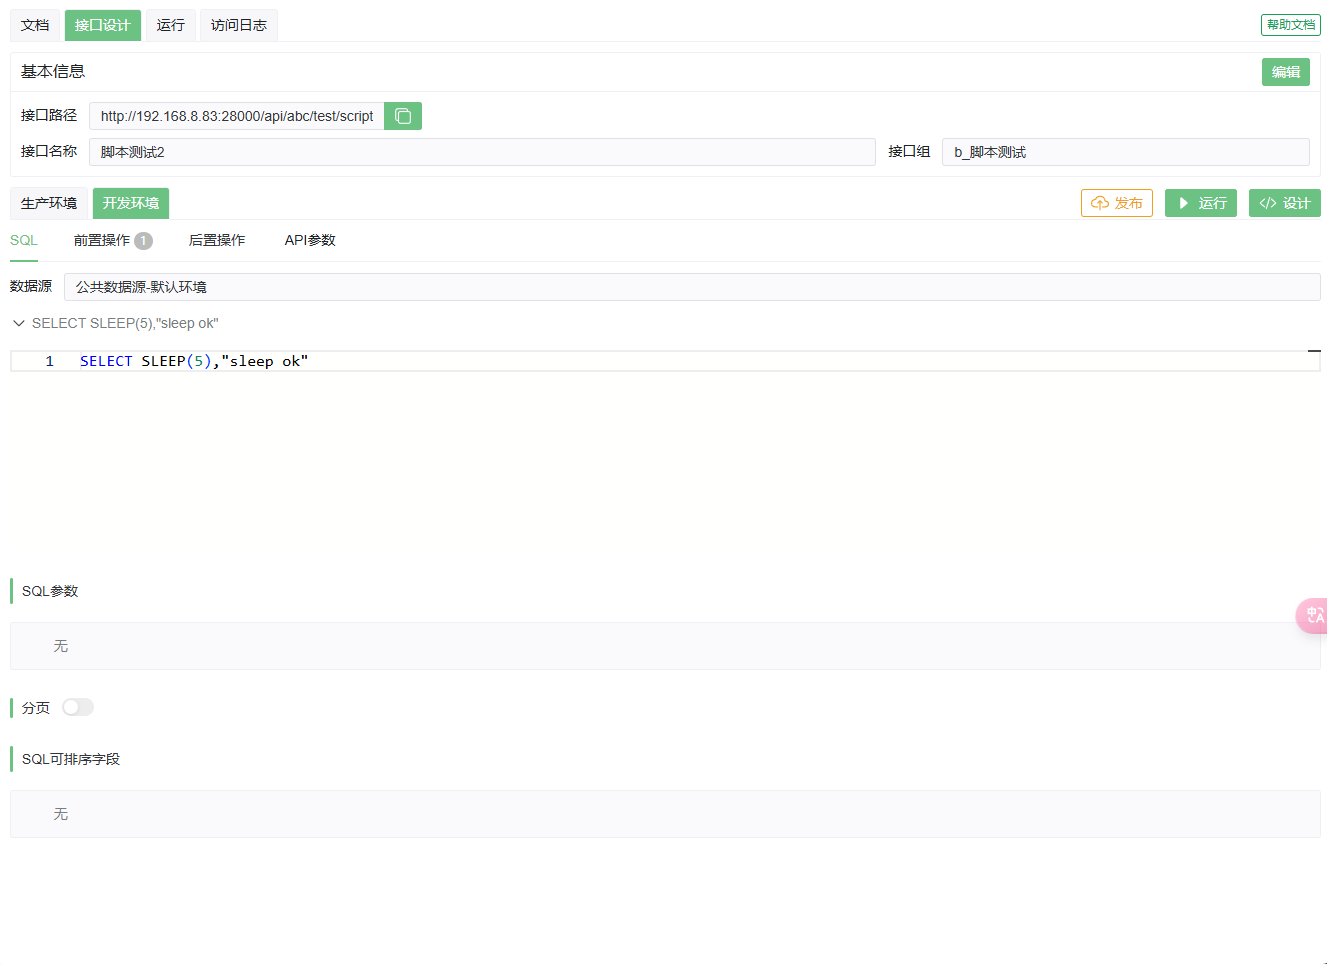 文档 接口设计 运行 访问日志 帮助文档
基本信息 编辑
接口路径 http://192.168.8.83:28000/api/abc/test/script
接口名称 脚本测试2 接口组 b_脚本测试
生产环境 开发环境 发布 运行 设计
SQL 前置操作 1 后置操作 API参数
数据源 公共数据源-默认环境
SELECT SLEEP(5),"sleep ok"
1 SELECT SLEEP(5),"sleep ok"
SQL参数
无
分页
SQL可排序字段
无